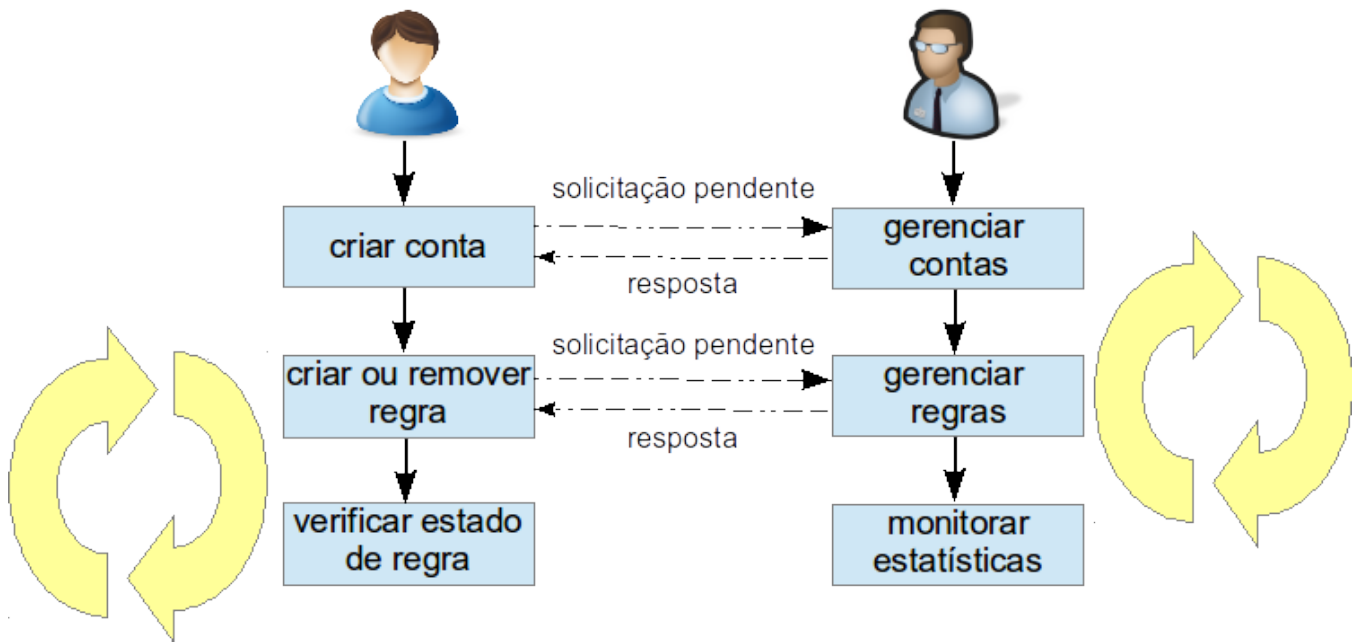 solicitação pendente
criar conta
gerenciar
contas
resposta
solicitação pendente
criar ou remover
regra
gerenciar
regras
resposta
verificar estado
de regra
monitorar
estatísticas